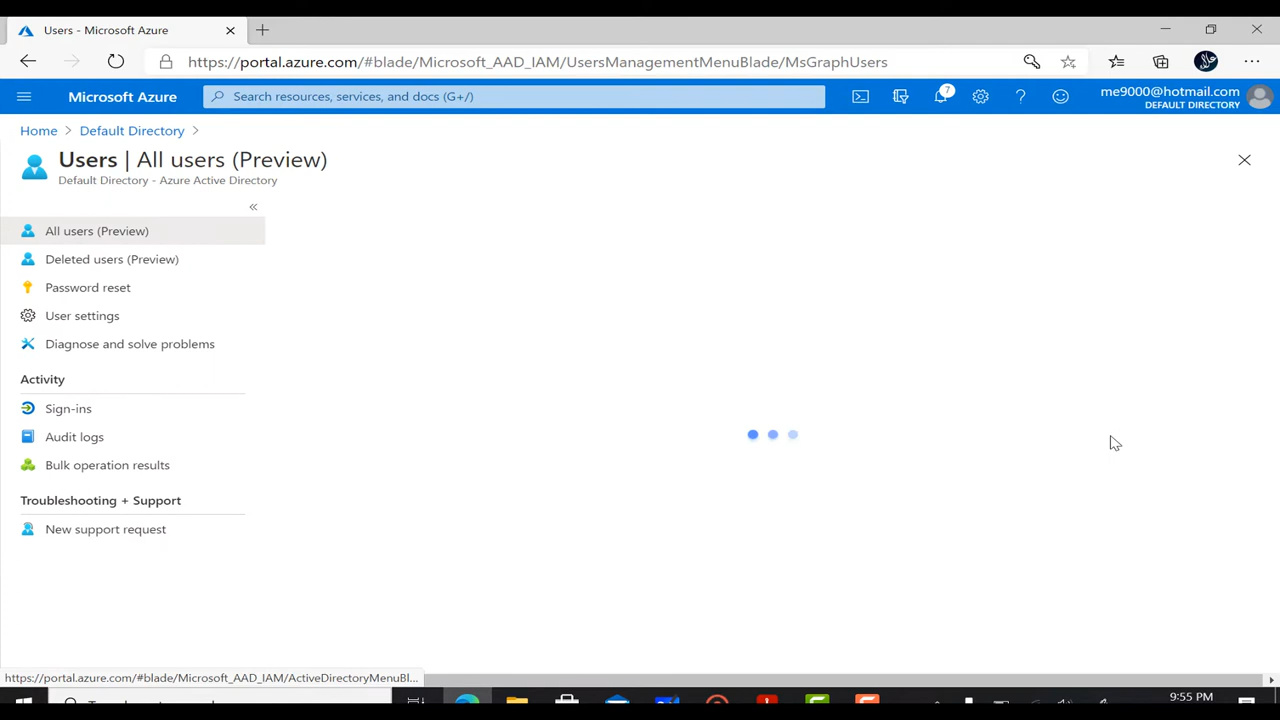 Users - Microsoft Azure
https://portal.azure.com/#blade/Microsoft_AAD_IAM/UsersManagementMenuBlade/MsGraphUsers
Microsoft Azure
Search resources, services, and docs (G+/)
7
me9000@hotmail.com
DEFAULT DIRECTORY
Home > Default Directory >
Users | All users (Preview)
Default Directory - Azure Active Directory
All users (Preview)
Deleted users (Preview)
Password reset
User settings
Diagnose and solve problems
Activity
Sign-ins
Audit logs
Bulk operation results
Troubleshooting + Support
New support request
https://portal.azure.com/#blade/Microsoft_AAD_IAM/ActiveDirectoryMenuBl...
9:55 PM